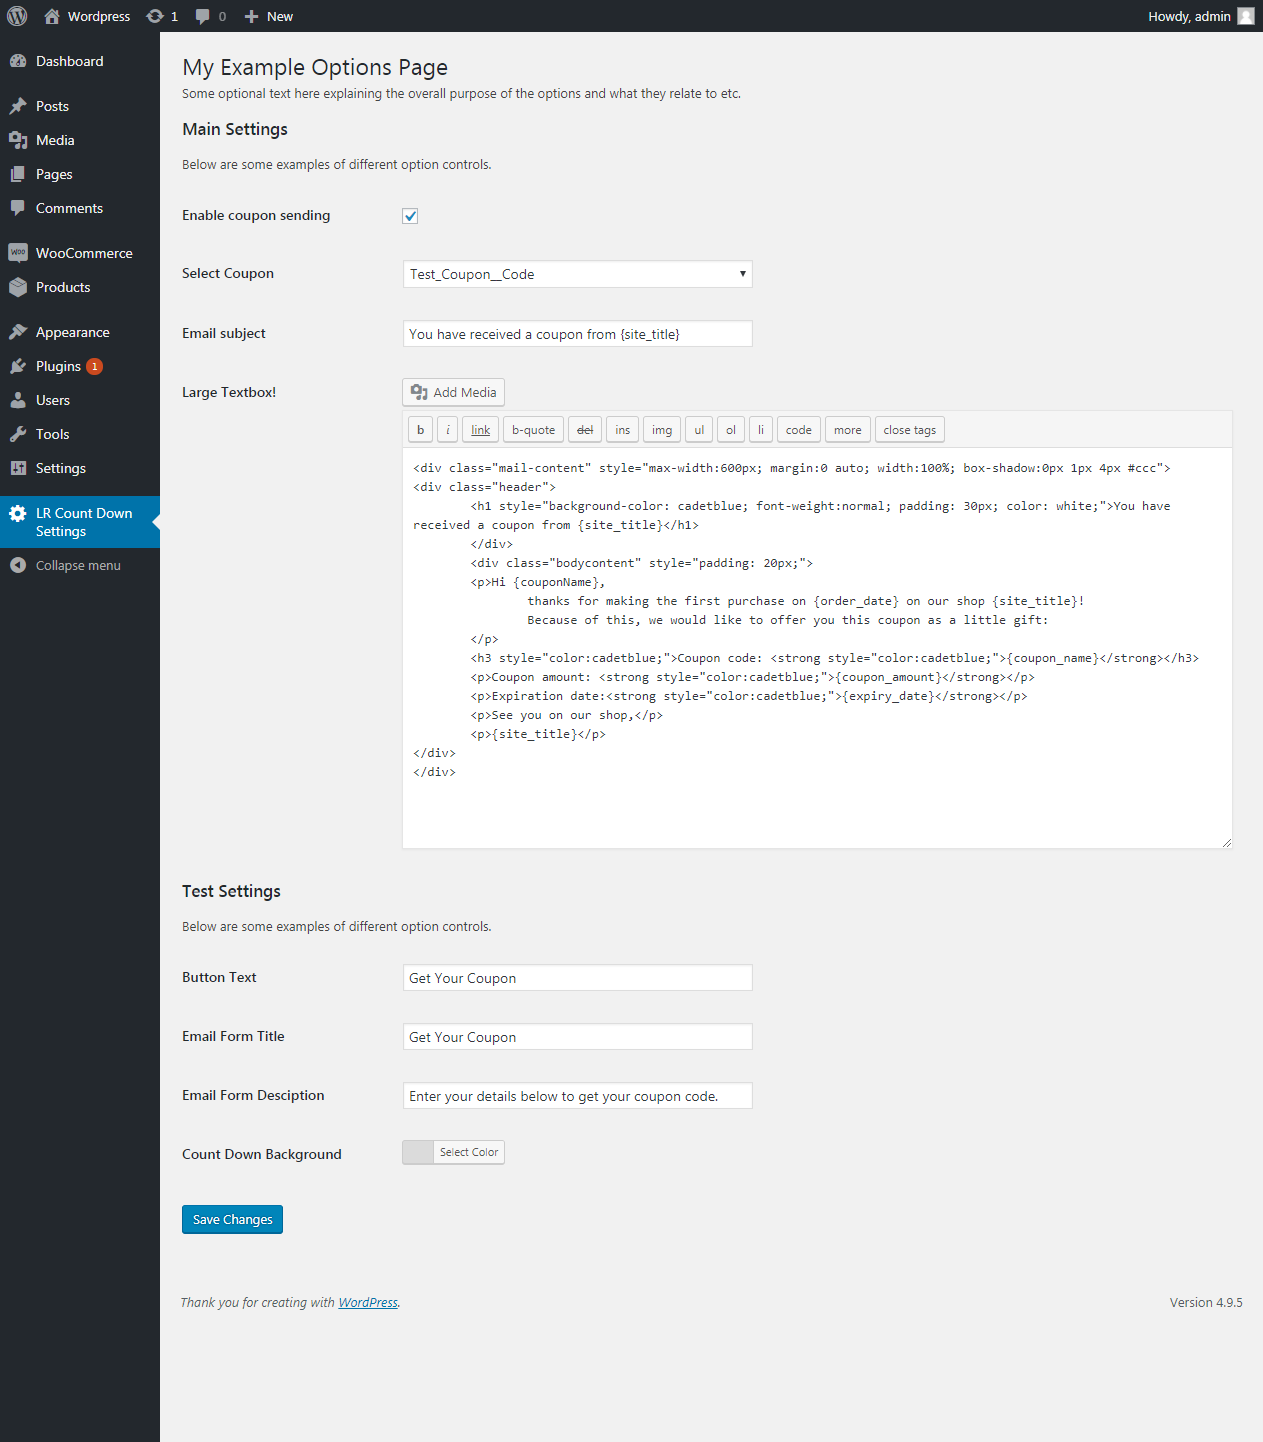 Wordpress 1 0 New Howdy, admin
Dashboard
Posts
Media
Pages
Comments
woo WooCommerce
Products
Appearance
Plugins 1
Users
Tools
Settings
LR Count Down
Settings
Collapse menu
My Example Options Page
Some optional text here explaining the overall purpose of the options and what they relate to etc.
Main Settings
Below are some examples of different option controls.
Enable coupon sending
Select Coupon Test_Coupon__Code
Email subject You have received a coupon from {site_title}
Large Textbox! Add Media
b i link b-quote del ins img ul ol li code more close tags
<div class="mail-content" style="max-width:600px; margin:0 auto; width:100%; box-shadow:0px 1px 4px #ccc">
<div class="header">
<h1 style="background-color: cadetblue; font-weight:normal; padding: 30px; color: white;">You have
received a coupon from {site_title}</h1>
</div>
<div class="bodycontent" style="padding: 20px;">
<p>Hi {couponName},
thanks for making the first purchase on {order_date} on our shop {site_title}!
Because of this, we would like to offer you this coupon as a little gift:
</p>
<h3 style="color:cadetblue;">Coupon code: <strong style="color:cadetblue;">{coupon_name}</strong></h3>
<p>Coupon amount: <strong style="color:cadetblue;">{coupon_amount}</strong></p>
<p>Expiration date:<strong style="color:cadetblue;">{expiry_date}</strong></p>
<p>See you on our shop,</p>
<p>{site_title}</p>
</div>
</div>
Test Settings
Below are some examples of different option controls.
Button Text Get Your Coupon
Email Form Title Get Your Coupon
Email Form Desciption Enter your details below to get your coupon code.
Count Down Background Select Color
Save Changes
Thank you for creating with WordPress. Version 4.9.5